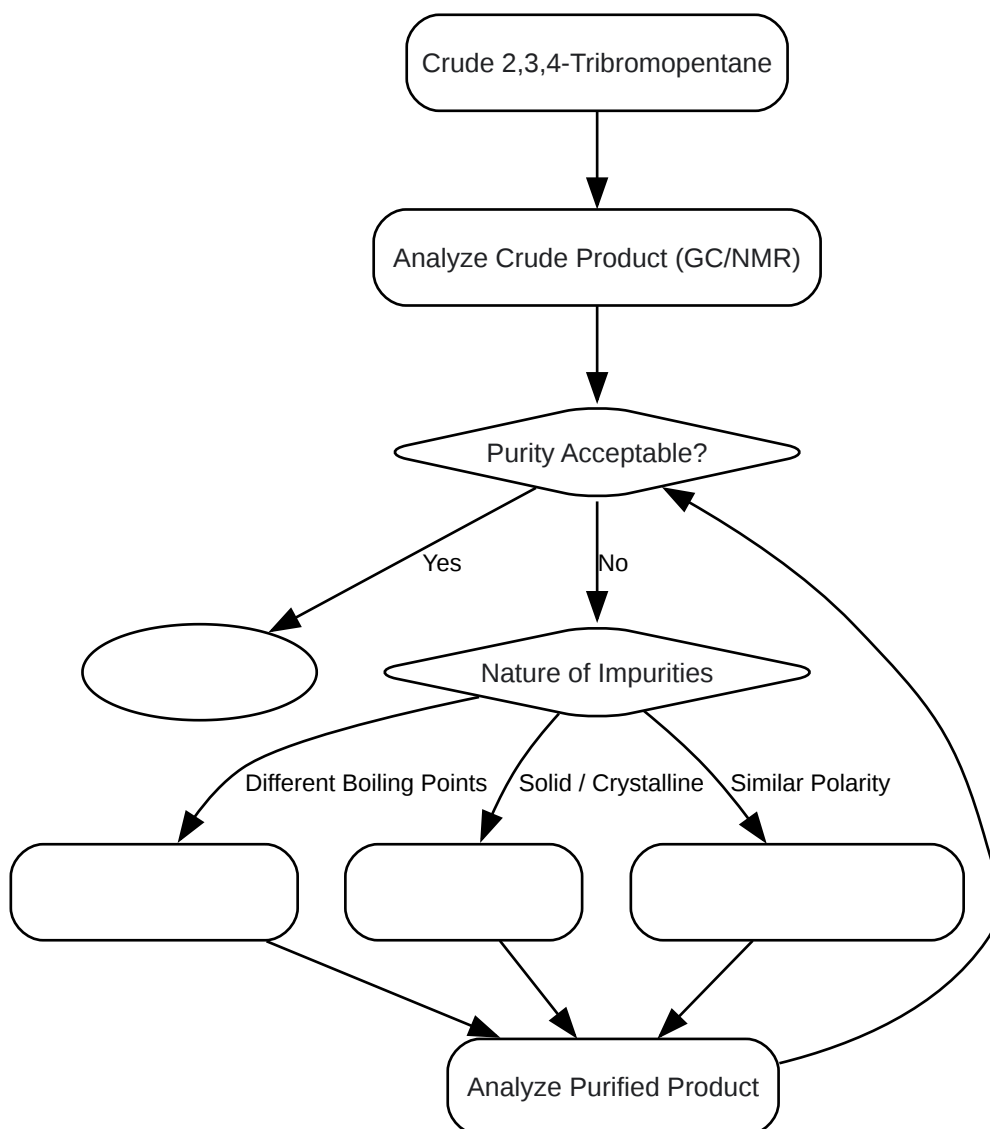 Crude 2,3,4-Tribromopentane
Analyze Crude Product (GC/NMR)
Purity Acceptable?
Yes
No
Nature of Impurities
Different Boiling Points
Solid / Crystalline
Similar Polarity
Analyze Purified Product